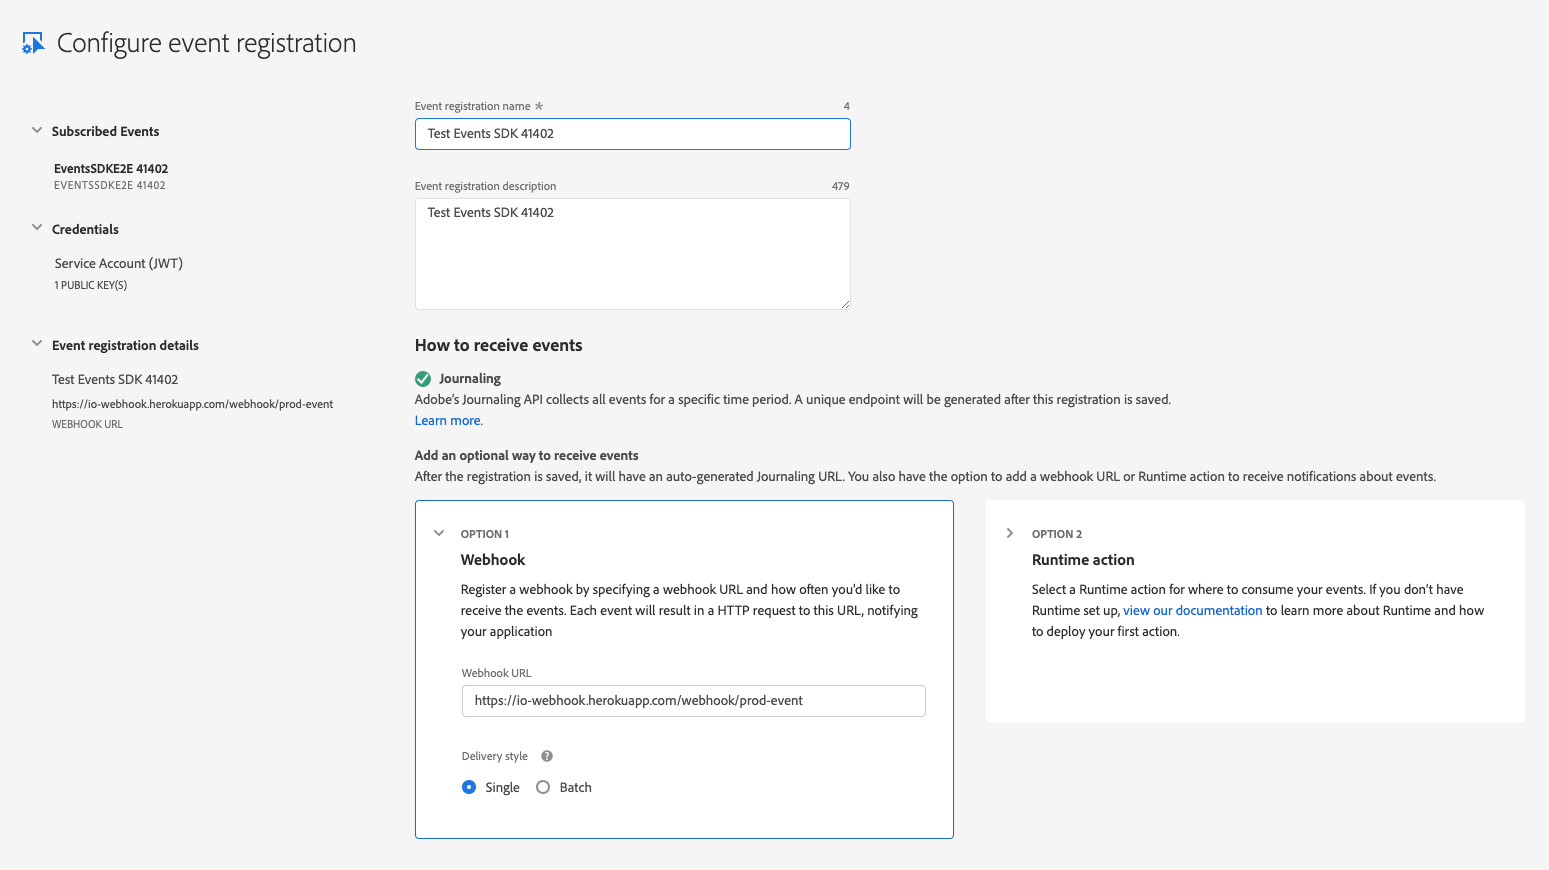 Configure event registration
Subscribed Events
EventsSDKE2E 41402
EVENTSSDKE2E 41402
Credentials
Service Account (JWT)
1 PUBLIC KEY(S)
Event registration details
Test Events SDK 41402
https://io-webhook.herokuapp.com/webhook/prod-event
WEBHOOK URL
Event registration name * 4
Test Events SDK 41402
Event registration description 479
Test Events SDK 41402
How to receive events
Journaling
Adobe's Journaling API collects all events for a specific time period. A unique endpoint will be generated after this registration is saved.
Learn more.
Add an optional way to receive events
After the registration is saved, it will have an auto-generated Journaling URL. You also have the option to add a webhook URL or Runtime action to receive notifications about events.
OPTION 1
Webhook
Register a webhook by specifying a webhook URL and how often you'd like to
receive the events. Each event will result in a HTTP request to this URL, notifying
your application
Webhook URL
https://io-webhook.herokuapp.com/webhook/prod-event
Delivery style ?
Single Batch
OPTION 2
Runtime action
Select a Runtime action for where to consume your events. If you don't have
Runtime set up, view our documentation to learn more about Runtime and how
to deploy your first action.